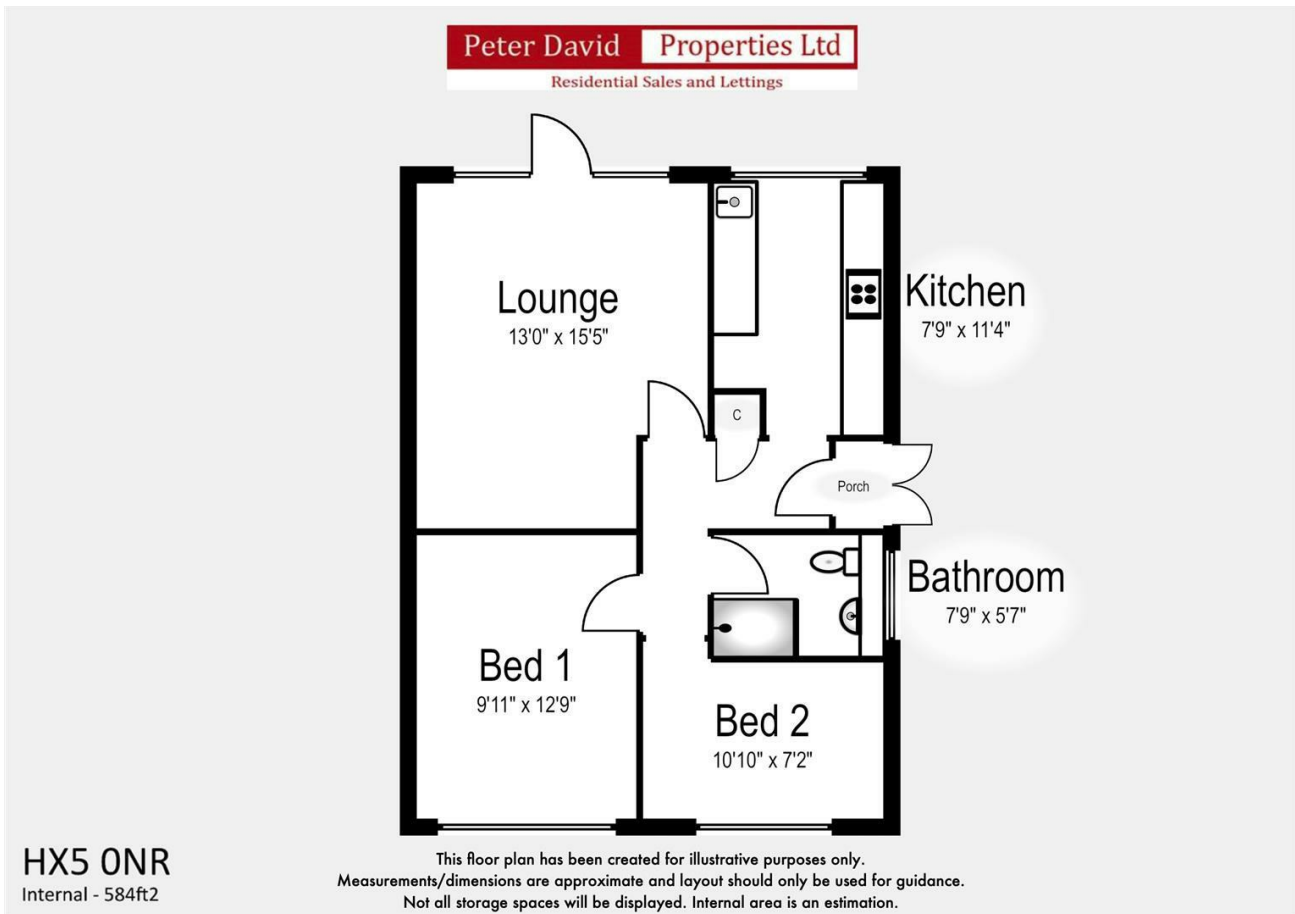 Peter David Properties Ltd
Residential Sales and Lettings
Lounge
13'0" x 15'5"
Kitchen
7'9" x 11'4"
C
Porch
Bathroom
7'9" x 5'7"
Bed 1
9'11" x 12'9"
Bed 2
10'10" x 7'2"
HX5 0NR
Internal - 584ft2
This floor plan has been created for illustrative purposes only.
Measurements/dimensions are approximate and layout should only be used for guidance.
Not all storage spaces will be displayed. Internal area is an estimation.